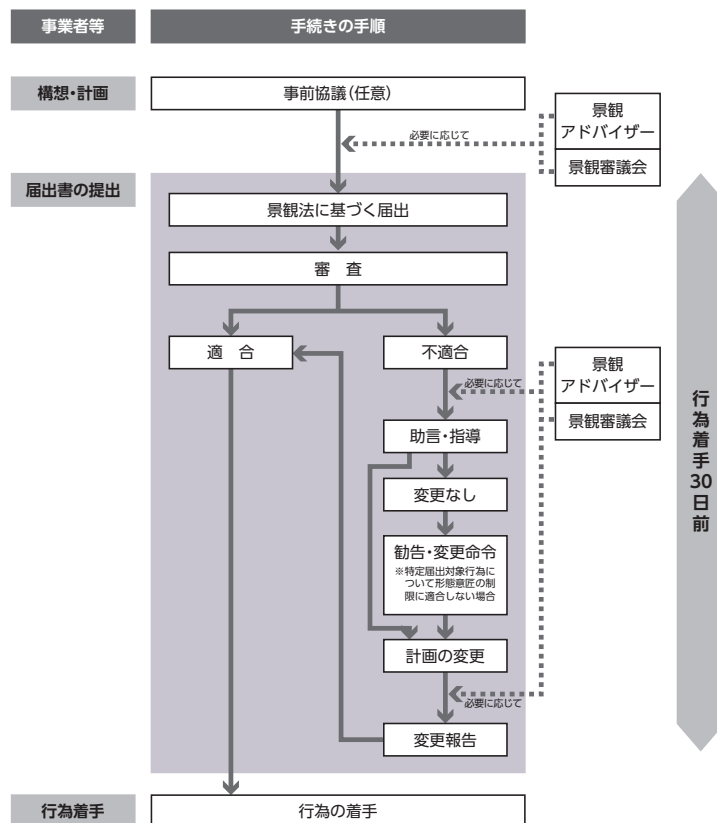 事業者等
手続きの手順
構想・計画
事前協議(任意)
必要に応じて
景観
アドバイザー
景観審議会
届出書の提出
景観法に基づく届出
審　査
適　合
不適合
必要に応じて
景観
アドバイザー
景観審議会
助言・指導
変更なし
勧告・変更命令
※特定届出対象行為に
ついて形態意匠の制
限に適合しない場合
計画の変更
必要に応じて
変更報告
行為着手30日前
行為着手
行為の着手